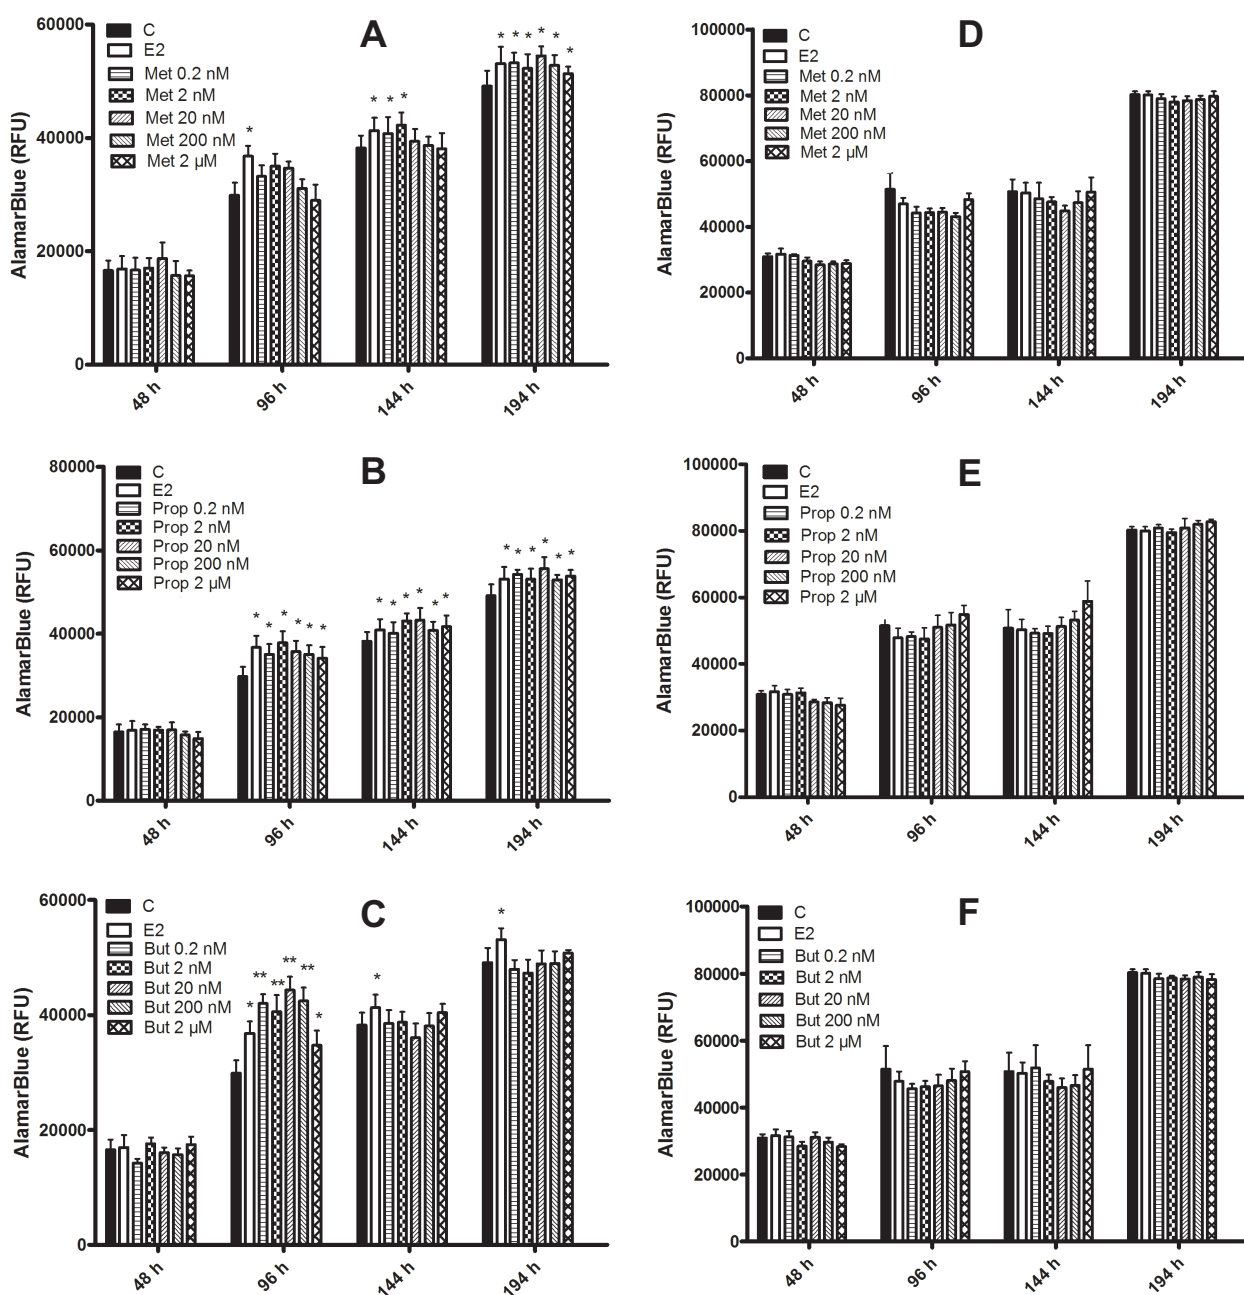 A
AlamarBlue (RFU)
60000
40000
20000
0
C
E2
Met 0.2 nM
Met 2 nM
Met 20 nM
Met 200 nM
Met 2 µM
*
* * *
* * * * * *
48 h
96 h
144 h
194 h
D
AlamarBlue (RFU)
100000
80000
60000
40000
20000
0
C
E2
Met 0.2 nM
Met 2 nM
Met 20 nM
Met 200 nM
Met 2 µM
48 h
96 h
144 h
194 h
B
AlamarBlue (RFU)
80000
60000
40000
20000
0
C
E2
Prop 0.2 nM
Prop 2 nM
Prop 20 nM
Prop 200 nM
Prop 2 µM
* * * * * *
* * * * * *
* * * * * *
48 h
96 h
144 h
194 h
E
AlamarBlue (RFU)
100000
80000
60000
40000
20000
0
C
E2
Prop 0.2 nM
Prop 2 nM
Prop 20 nM
Prop 200 nM
Prop 2 µM
48 h
96 h
144 h
194 h
C
AlamarBlue (RFU)
60000
40000
20000
0
C
E2
But 0.2 nM
But 2 nM
But 20 nM
But 200 nM
But 2 µM
* ** ** ** ** *
*
*
48 h
96 h
144 h
194 h
F
AlamarBlue (RFU)
100000
80000
60000
40000
20000
0
C
E2
But 0.2 nM
But 2 nM
But 20 nM
But 200 nM
But 2 µM
48 h
96 h
144 h
194 h